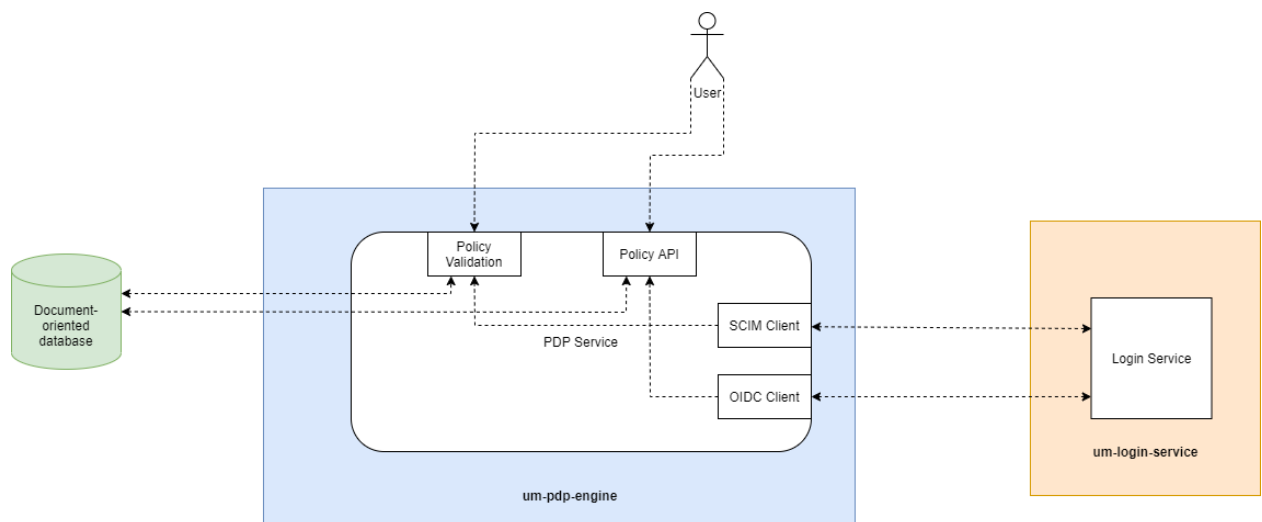 User
Policy
Validation
Policy API
Document-
oriented
database
SCIM Client
PDP Service
Login Service
OIDC Client
um-login-service
um-pdp-engine